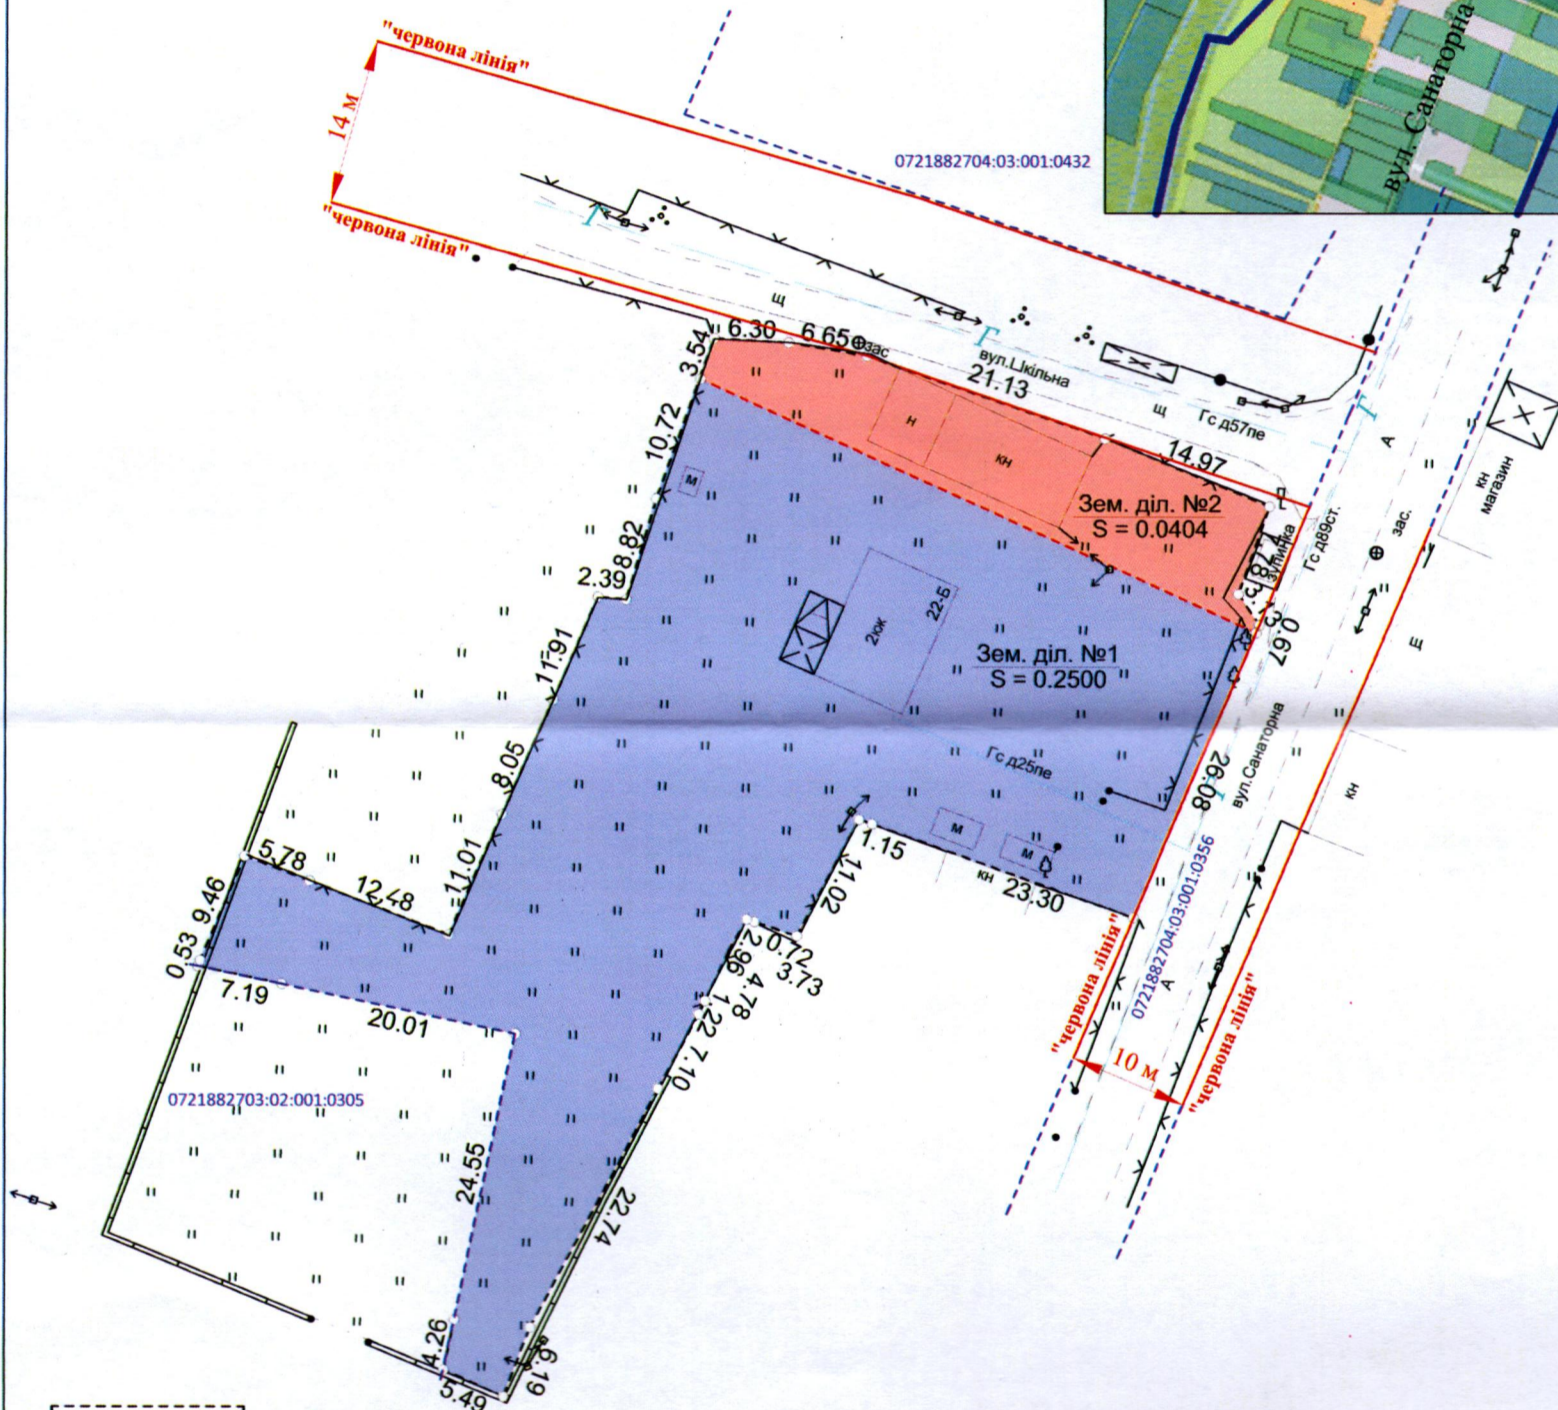 "червона лінія"
вул. Санаторна
14 м
0721882704:03:001:0432
"червона лінія"
Г
щ
6.30
6.65
зас
3.54
Г
вул.Шкільна
21.13
щ
Гс д57пе
Г
А
н
кн
14.97
10.72
м
Зем. діл. №2
S = 0.0404
кн
магазин
зупинка
Гс д89ст.
зас.
8.82
2.39
22-Б
2кж
0.67
Е
11.91
Зем. діл. №1
S = 0.2500
8.05
Гс д25пе
26.08
вул.Санаторна
Г
кн
5.78
12.48
11.01
1.15
м
м
кн
23.30
11.02
9.46
0.53
7.19
20.01
0.72
3.73
2.96
4.78
1.22
7.10
0721882704:03:001:0356
А
"червона лінія"
10 м
"червона лінія"
0721882703:02:001:0305
24.55
22.74
4.26
5.49
6.19